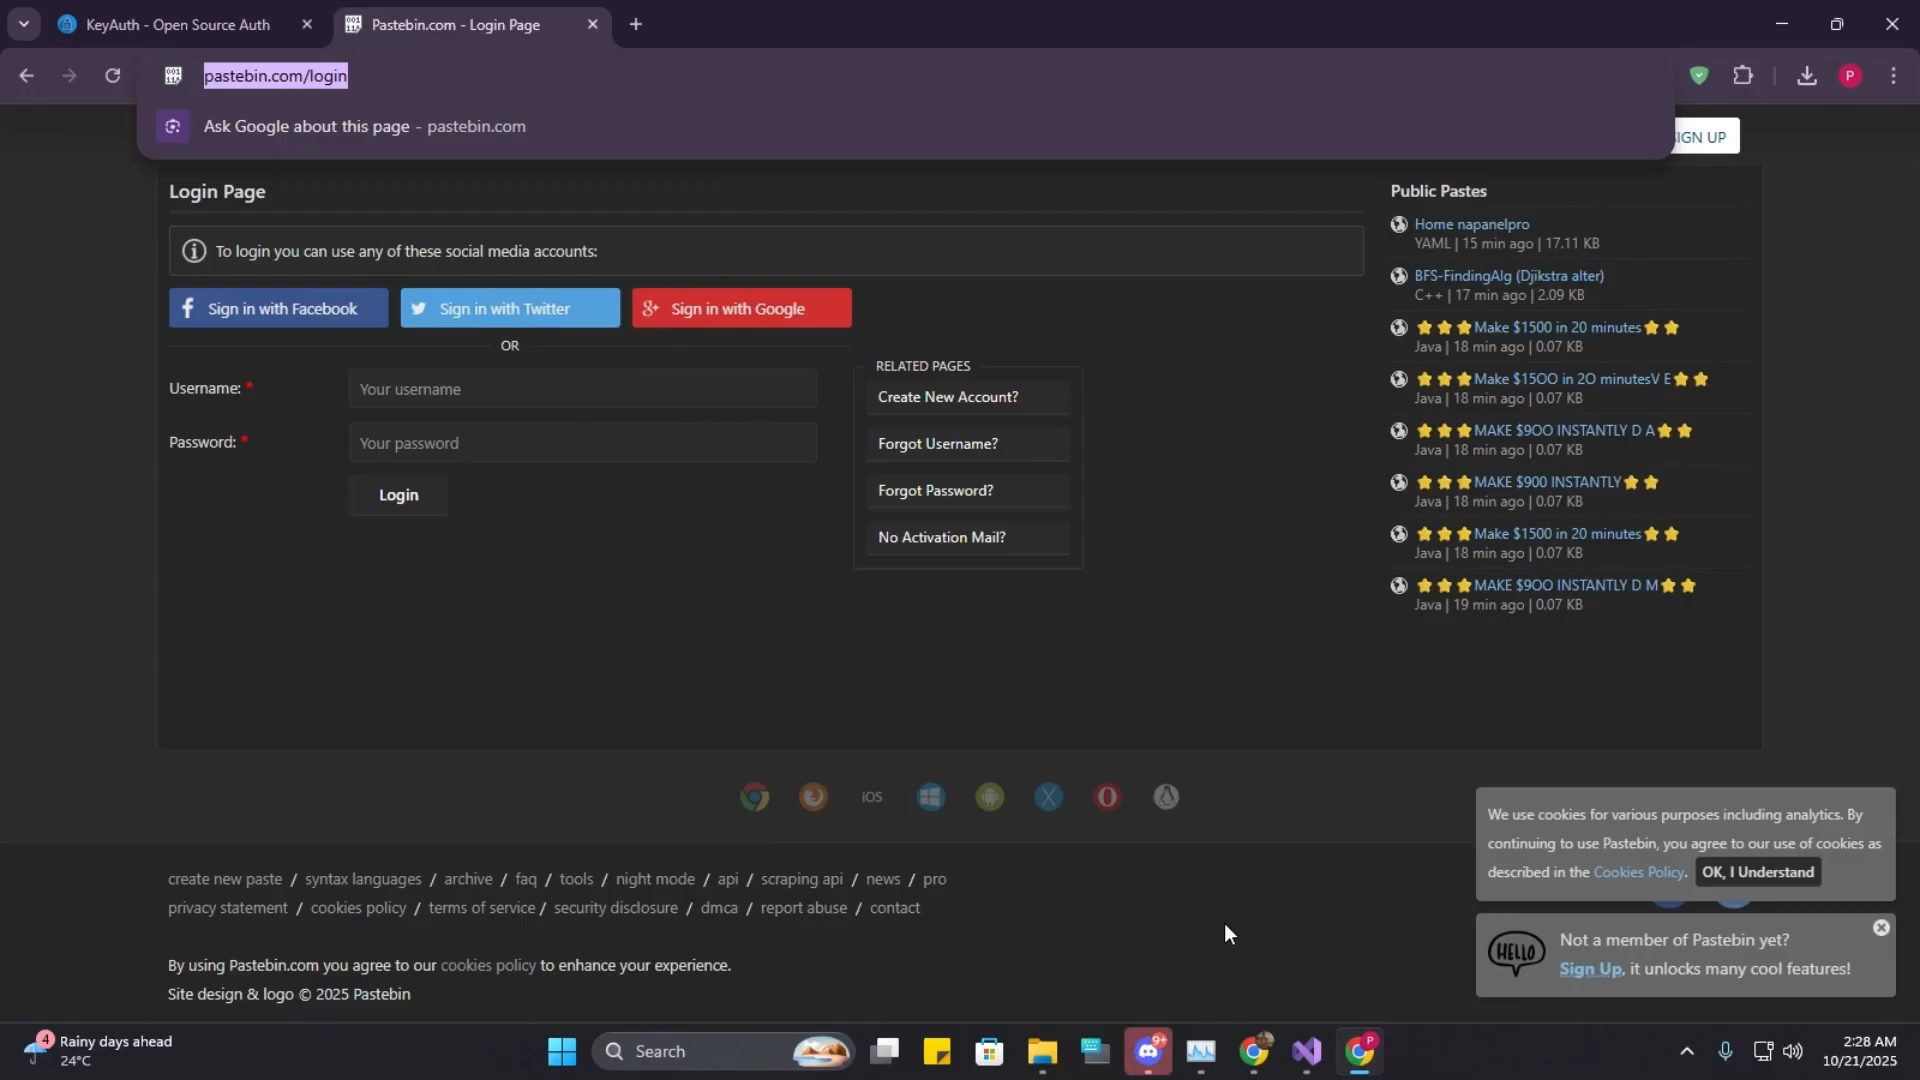 KeyAuth - Open Source Auth
Pastebin.com - Login Page
pastebin.com/login
P
Ask Google about this page - pastebin.com
SIGN UP
Login Page
To login you can use any of these social media accounts:
Sign in with Facebook
Sign in with Twitter
Sign in with Google
OR
Username: *
Your username
Password: *
Your password
Login
RELATED PAGES
Create New Account?
Forgot Username?
Forgot Password?
No Activation Mail?
Public Pastes
Home napanelpro
YAML | 15 min ago | 17.11 KB
BFS-FindingAlg (Djikstra alter)
C++ | 17 min ago | 2.09 KB
⭐⭐⭐Make $1500 in 20 minutes⭐⭐
Java | 18 min ago | 0.07 KB
⭐⭐⭐Make $15OO in 2O minutesV E⭐⭐
Java | 18 min ago | 0.07 KB
⭐⭐⭐MAKE $9OO INSTANTLY D A⭐⭐
Java | 18 min ago | 0.07 KB
⭐⭐⭐MAKE $900 INSTANTLY⭐⭐
Java | 18 min ago | 0.07 KB
⭐⭐⭐Make $1500 in 20 minutes⭐⭐
Java | 18 min ago | 0.07 KB
⭐⭐⭐MAKE $9OO INSTANTLY D M⭐⭐
Java | 19 min ago | 0.07 KB
iOS
We use cookies for various purposes including analytics. By
continuing to use Pastebin, you agree to our use of cookies as
described in the Cookies Policy. OK, I Understand
HELLO
Not a member of Pastebin yet?
Sign Up, it unlocks many cool features!
create new paste / syntax languages / archive / faq / tools / night mode / api / scraping api / news / pro
privacy statement / cookies policy / terms of service / security disclosure / dmca / report abuse / contact
By using Pastebin.com you agree to our cookies policy to enhance your experience.
Site design & logo © 2025 Pastebin
4
Rainy days ahead
24°C
Search
9+
P
2:28 AM
10/21/2025